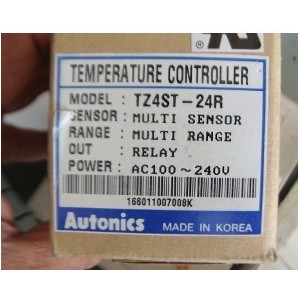 TEMPERATURE CONTROLLER
MODEL : TZ4ST-24R
SENSOR : MULTI SENSOR
RANGE : MULTI RANGE
OUT : RELAY
POWER : AC100～240V
166011007008K
Autonics MADE IN KOREA